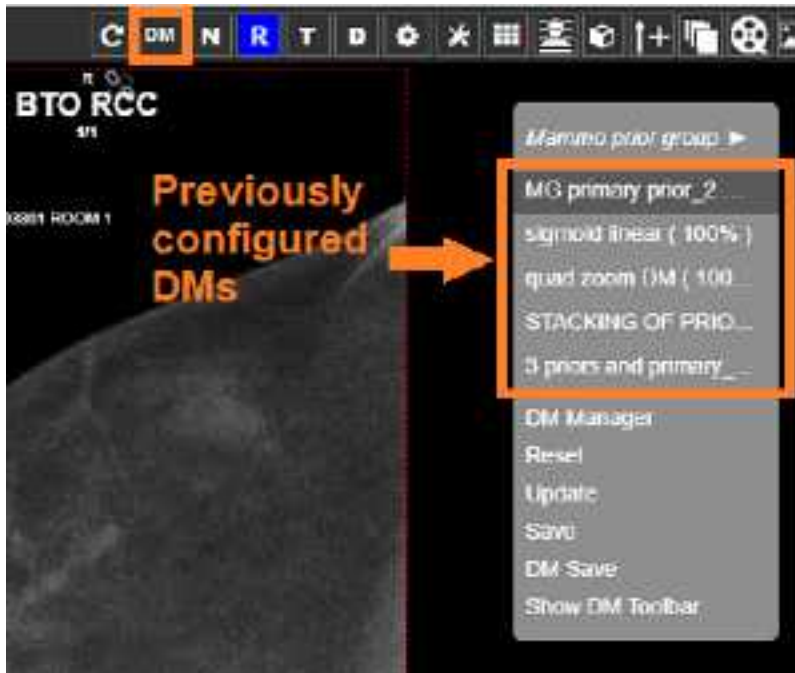 C DM N R T D
R
BTO RCC
1/1
ROOM 1
Previously
configured
DMs
Mammo prior group
MG primary prior_2 ...
sigmoid linear ( 100% )
quad zoom DM ( 100...
STACKING OF PRIO...
3 priors and primary_...
DM Manager
Reset
Update
Save
DM Save
Show DM Toolbar